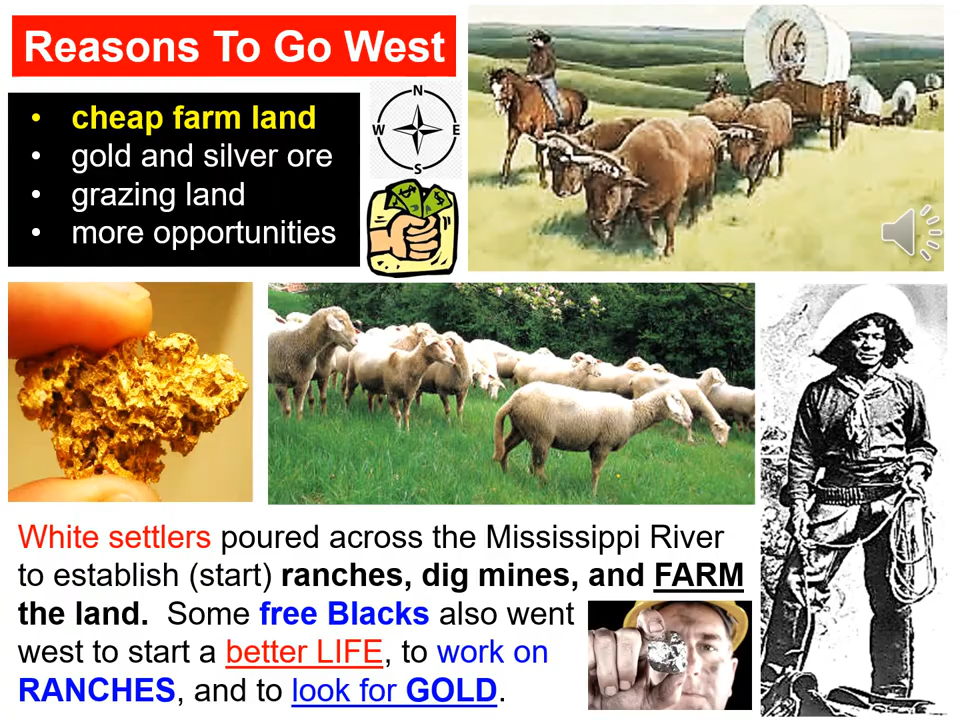 Reasons To Go West
• cheap farm land
• gold and silver ore
• grazing land
• more opportunities
N
W E
S
$ $
White settlers poured across the Mississippi River
to establish (start) ranches, dig mines, and FARM
the land. Some free Blacks also went
west to start a better LIFE, to work on
RANCHES, and to look for GOLD.